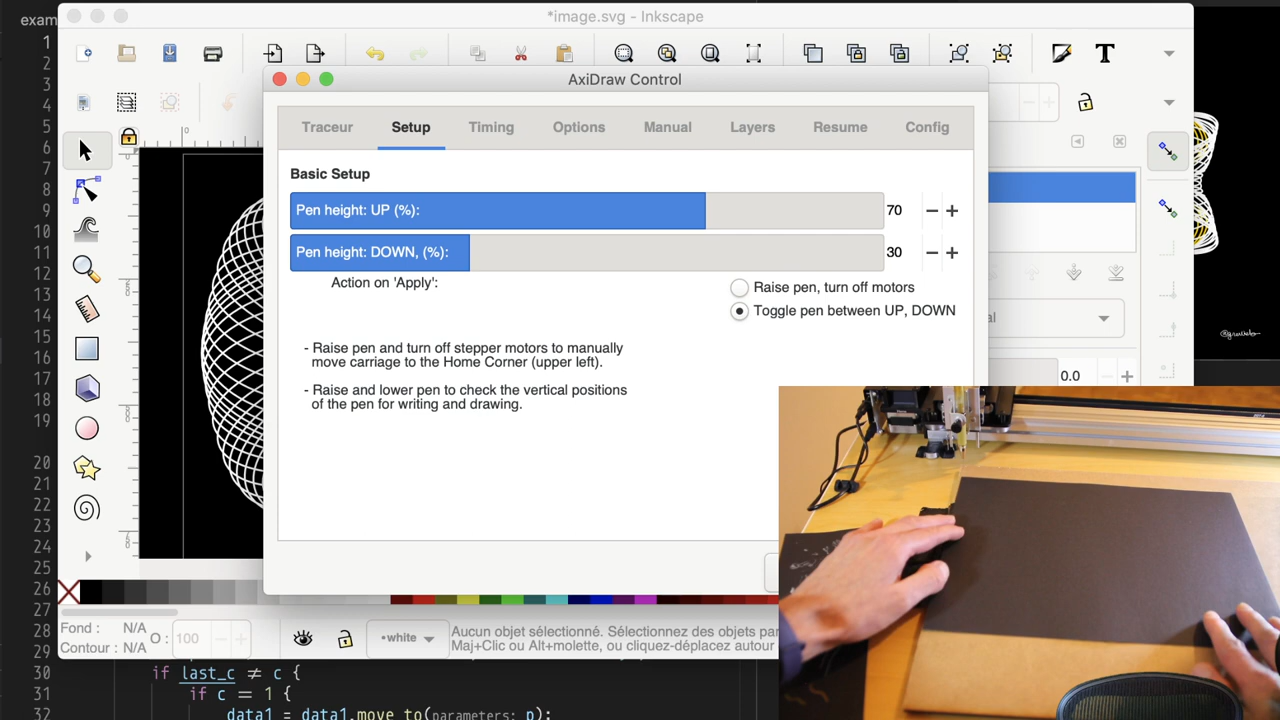 exam
*image.svg - Inkscape
AxiDraw Control
Traceur Setup Timing Options Manual Layers Resume Config
Basic Setup
Pen height: UP (%): 70
Pen height: DOWN, (%): 30
Action on 'Apply':
Raise pen, turn off motors
Toggle pen between UP, DOWN
- Raise pen and turn off stepper motors to manually
move carriage to the Home Corner (upper left).
- Raise and lower pen to check the vertical positions
of the pen for writing and drawing.
0
0.0
1
2
3
4
5
6
7
8
9
10
11
12
13
14
15
16
17
18
19
20
21
22
23
24
25
26
27
28
29
30
31
32
Fond : N/A
Contour : N/A
O : 100
•white
Aucun objet sélectionné. Sélectionnez des objets par
Maj+Clic ou Alt+molette, ou cliquez-déplacez autour
if last_c ≠ c {
if c = 1 {
data1 = data1.move_to(parameters: p);